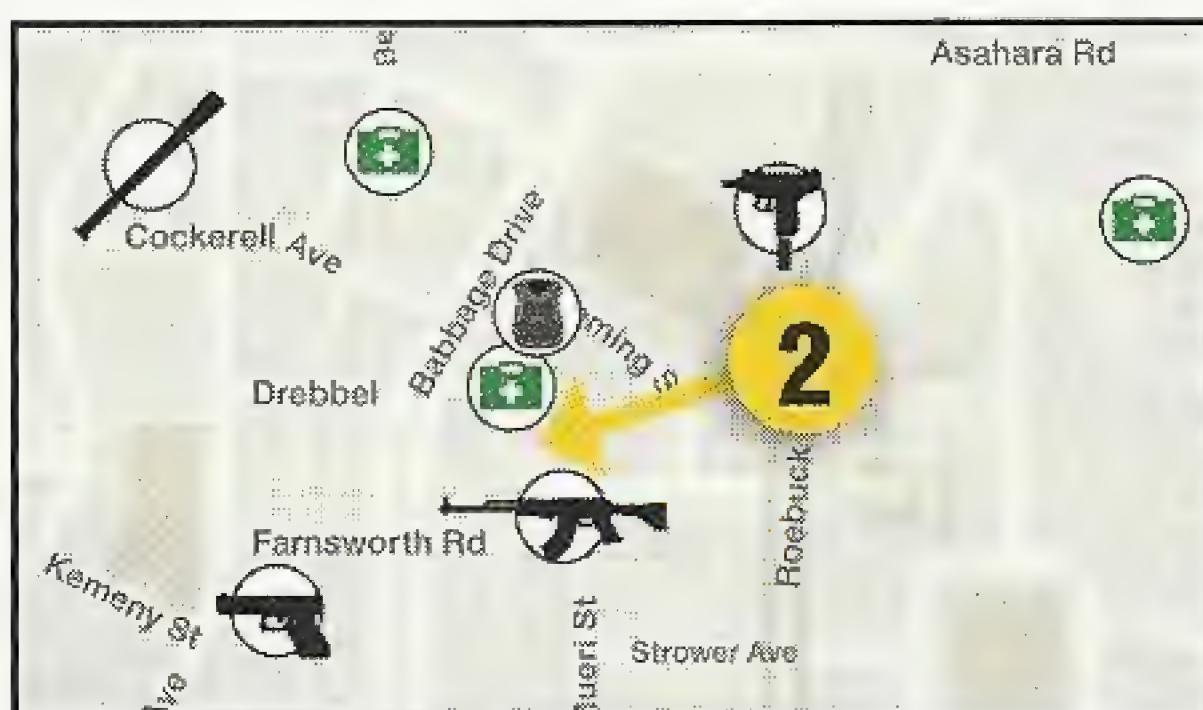 Asahara Rd
Cockerell Ave
Babbage Drive
2
Drebbel
Roebuck
Farnsworth Rd
Kemeny St
Strower Ave